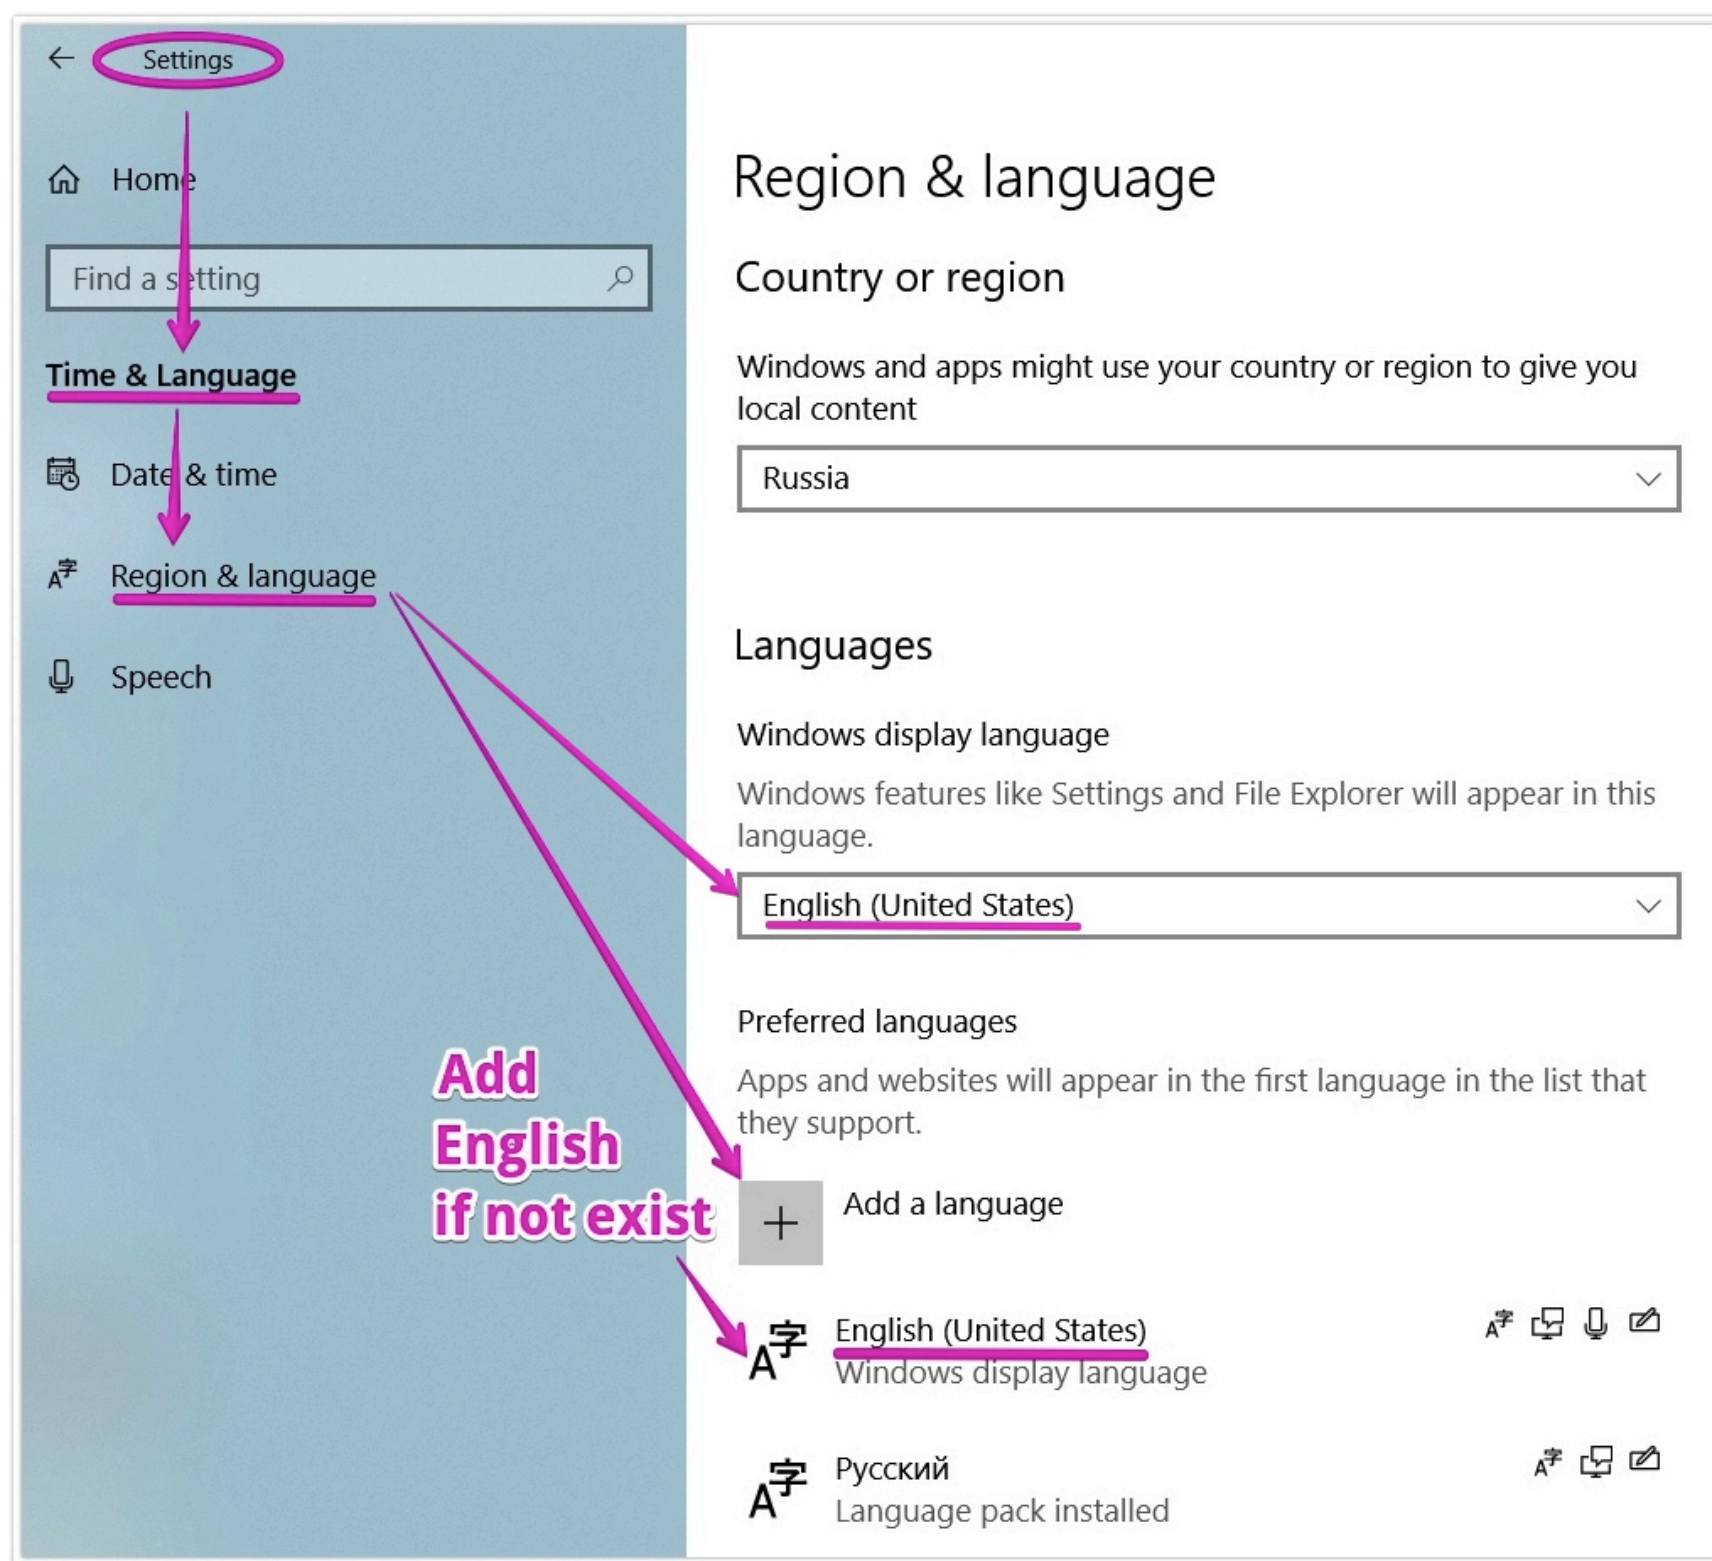 Settings
Home
Find a setting
Time & Language
Date & time
Region & language
Speech
Add
English
if not exist
Region & language
Country or region
Windows and apps might use your country or region to give you
local content
Russia
Languages
Windows display language
Windows features like Settings and File Explorer will appear in this
language.
English (United States)
Preferred languages
Apps and websites will appear in the first language in the list that
they support.
Add a language
English (United States)
Windows display language
Русский
Language pack installed